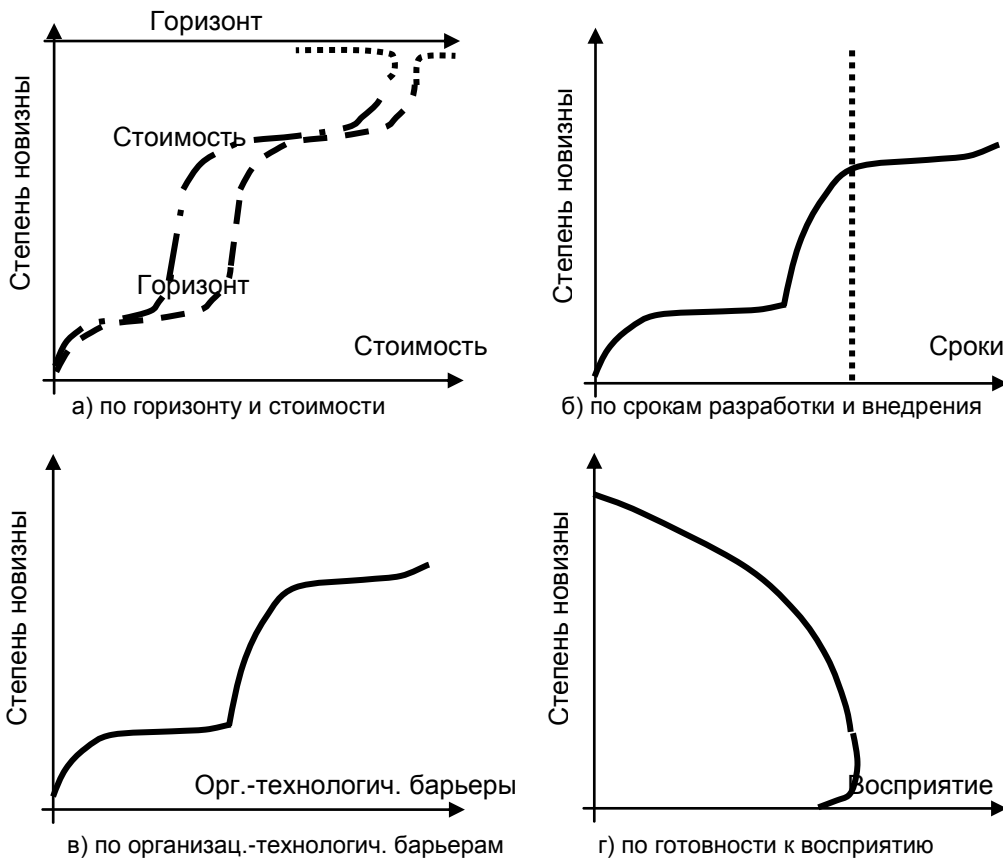 Горизонт
Степень новизны
Стоимость
Горизонт
Стоимость
а) по горизонту и стоимости
Степень новизны
Сроки
б) по срокам разработки и внедрения
Степень новизны
Орг.-технологич. барьеры
в) по организац.-технологич. барьерам
Степень новизны
Восприятие
г) по готовности к восприятию